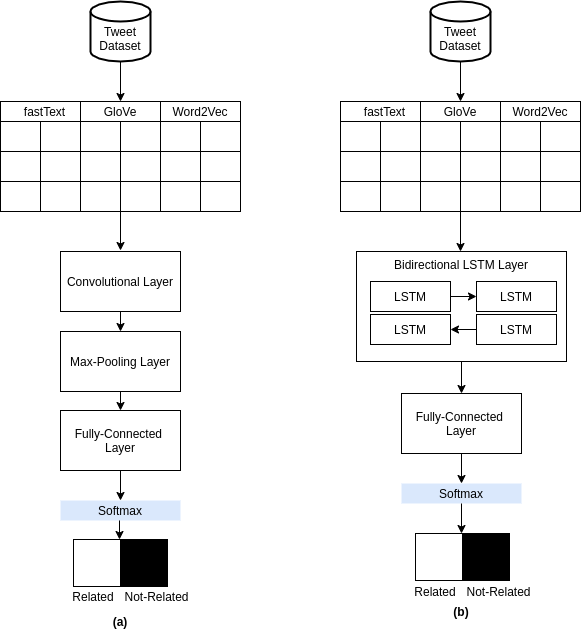 Tweet
Dataset
fastText GloVe Word2Vec
Convolutional Layer
Max-Pooling Layer
Fully-Connected
Layer
Softmax
Related Not-Related
(a)
Tweet
Dataset
fastText GloVe Word2Vec
Bidirectional LSTM Layer
LSTM LSTM
LSTM LSTM
Fully-Connected
Layer
Softmax
Related Not-Related
(b)